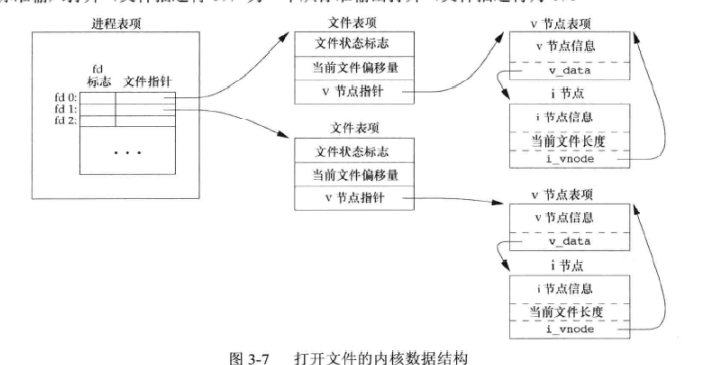 进程表项
fd
标志 文件指针
fd 0:
fd 1:
fd 2:
...
文件表项
文件状态标志
当前文件偏移量
v 节点指针
文件表项
文件状态标志
当前文件偏移量
v 节点指针
v 节点表项
v 节点信息
v_data
i 节点
i 节点信息
当前文件长度
i_vnode
v 节点表项
v 节点信息
v_data
i 节点
i 节点信息
当前文件长度
i_vnode
图 3-7 打开文件的内核数据结构